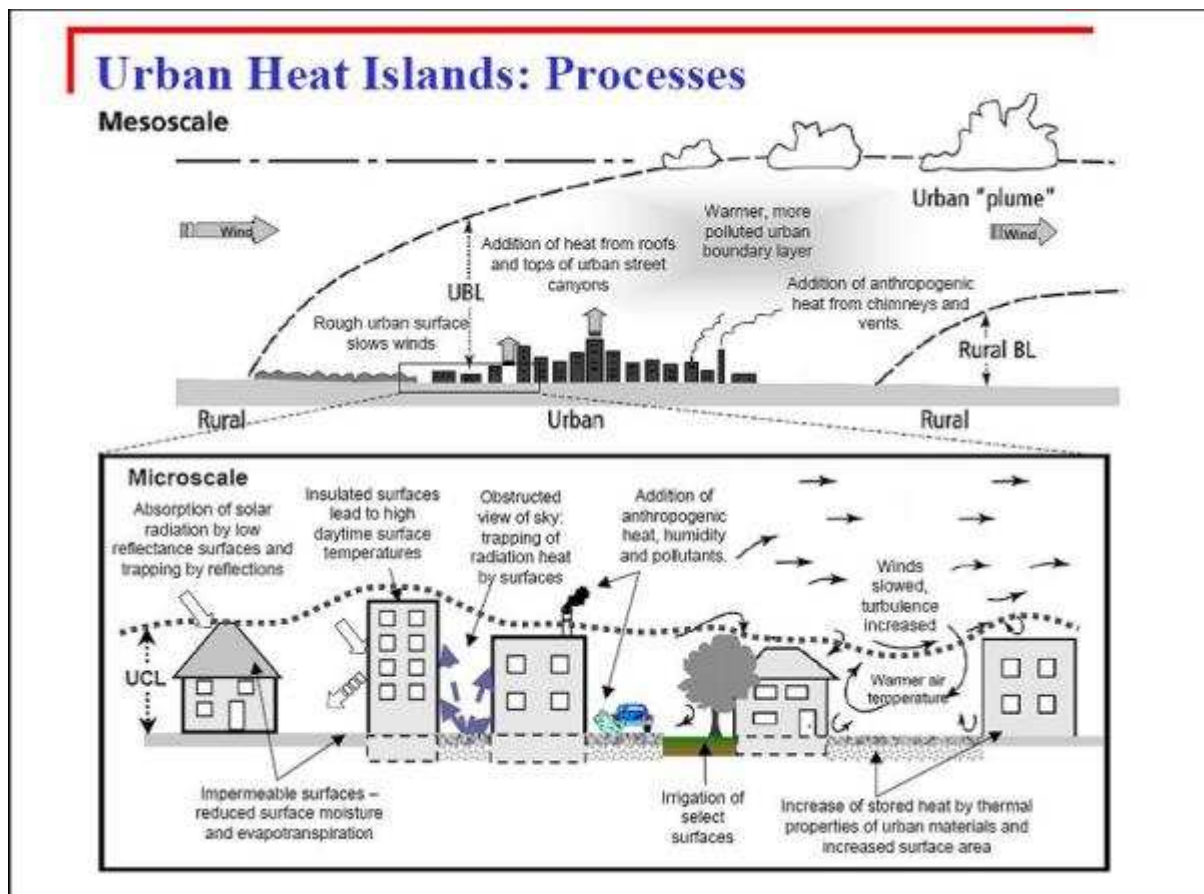 Urban Heat Islands: Processes
Mesoscale
Urban "plume"
Wind
Warmer, more
polluted urban
boundary layer
Wind
Addition of heat from roofs
and tops of urban street
canyons
UBL
Addition of anthropogenic
heat from chimneys and
vents.
Rough urban surface
slows winds
Rural BL
Rural
Urban
Rural
Microscale
Absorption of solar
radiation by low
reflectance surfaces and
trapping by reflections
Insulated surfaces
lead to high
daytime surface
temperatures
Obstructed
view of sky:
trapping of
radiation heat
by surfaces
Addition of
anthropogenic
heat, humidity
and pollutants.
Winds
slowed,
turbulence
increased
UCL
Warmer air
temperature
Impermeable surfaces –
reduced surface moisture
and evapotranspiration
Irrigation of
select
surfaces
Increase of stored heat by thermal
properties of urban materials and
increased surface area